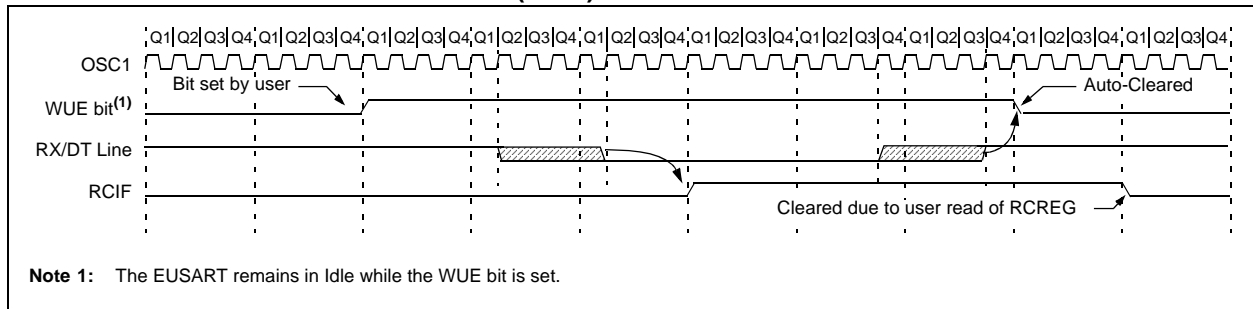 Q1 Q2 Q3 Q4 Q1 Q2 Q3 Q4 Q1 Q2 Q3 Q4 Q1 Q2 Q3 Q4 Q1 Q2 Q3 Q4 Q1 Q2 Q3 Q4 Q1 Q2 Q3 Q4 Q1 Q2 Q3 Q4 Q1 Q2 Q3 Q4 Q1 Q2 Q3 Q4
OSC1
Bit set by user
Auto-Cleared
WUE bit(1)
RX/DT Line
RCIF
Cleared due to user read of RCREG
Note 1: The EUSART remains in Idle while the WUE bit is set.